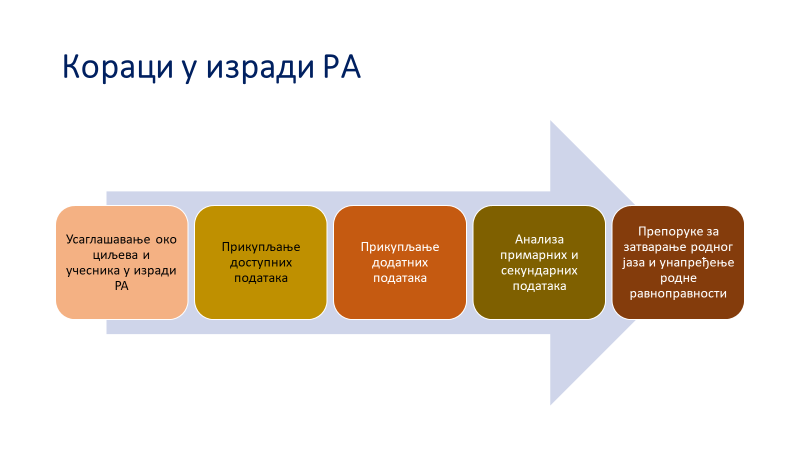 Кораци у изради РА
Усаглашавање око
циљева и
учесника у изради
РА
Прикупљање
доступних
података
Прикупљање
додатних
података
Анализа
примарних и
секундарних
података
Препоруке за
затварање родног
јаза и унапређење
родне
равноправности